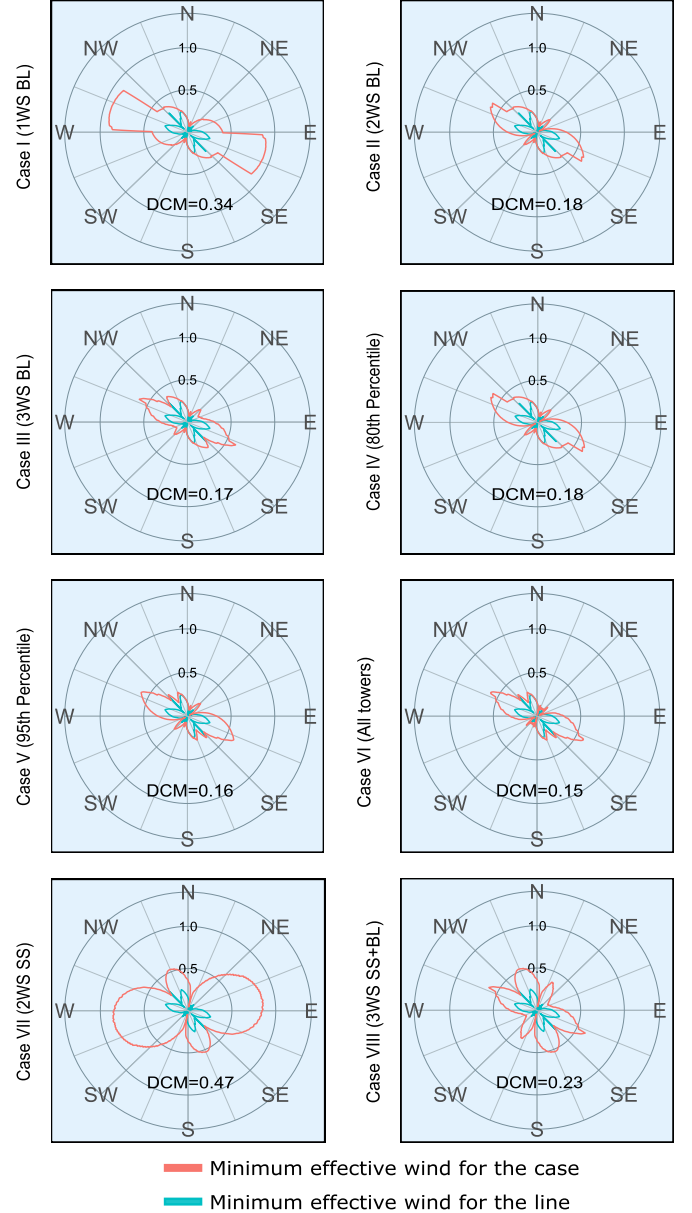 Case I (1WS BL)
N
NW
NE
1.0
0.5
W
E
DCM=0.34
SW
SE
S
Case II (2WS BL)
N
NW
NE
1.0
0.5
W
E
DCM=0.18
SW
SE
S
Case III (3WS BL)
N
NW
NE
1.0
0.5
W
E
DCM=0.17
SW
SE
S
Case IV (80th Percentile)
N
NW
NE
1.0
0.5
W
E
DCM=0.18
SW
SE
S
Case V (95th Percentile)
N
NW
NE
1.0
0.5
W
E
DCM=0.16
SW
SE
S
Case VI (All towers)
N
NW
NE
1.0
0.5
W
E
DCM=0.15
SW
SE
S
Case VII (2WS SS)
N
NW
NE
1.0
0.5
W
E
DCM=0.47
SW
SE
S
Case VIII (3WS SS+BL)
N
NW
NE
1.0
0.5
W
E
DCM=0.23
SW
SE
S
Minimum effective wind for the case
Minimum effective wind for the line